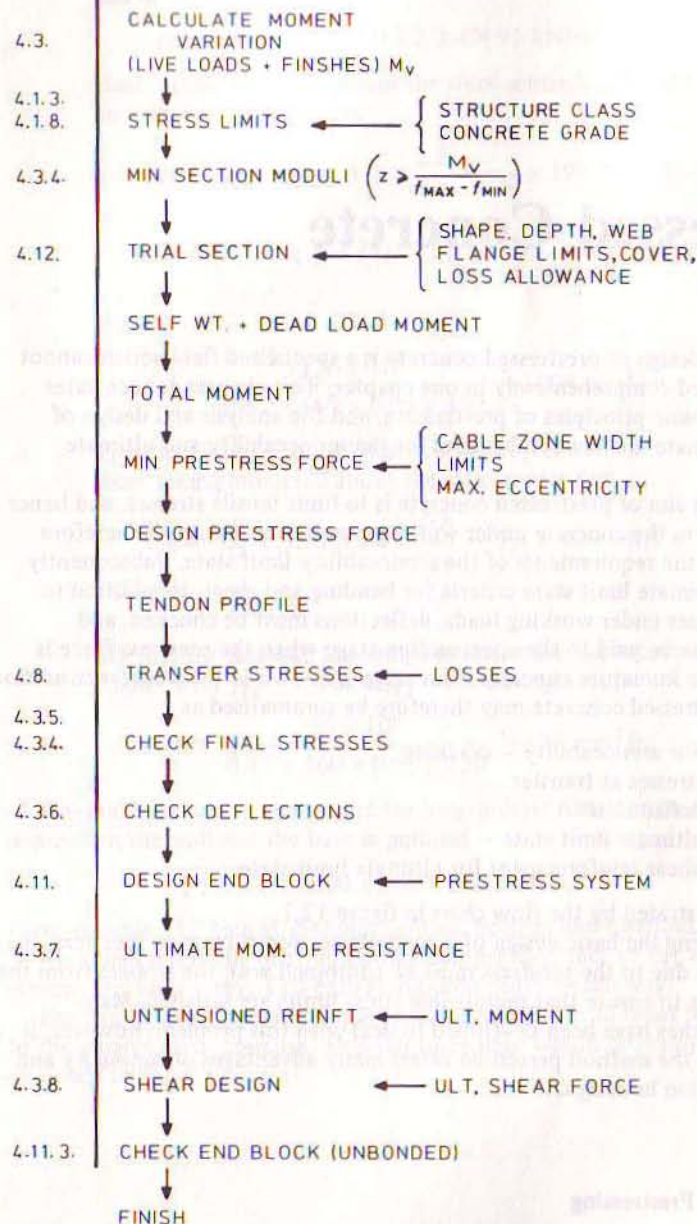 4.3.
CALCULATE MOMENT
VARIATION
(LIVE LOADS + FINSHES) Mv
4.1.3.
4.1.8.
STRESS LIMITS
STRUCTURE CLASS
CONCRETE GRADE
4.3.4.
MIN SECTION MODULI (z ⩾ Mv / fMAX - fMIN)
4.12.
TRIAL SECTION
SHAPE, DEPTH, WEB
FLANGE LIMITS, COVER,
LOSS ALLOWANCE
SELF WT. + DEAD LOAD MOMENT
TOTAL MOMENT
MIN PRESTRESS FORCE
CABLE ZONE WIDTH
LIMITS
MAX. ECCENTRICITY
DESIGN PRESTRESS FORCE
TENDON PROFILE
4.8.
TRANSFER STRESSES
LOSSES
4.3.5.
4.3.4.
CHECK FINAL STRESSES
4.3.6.
CHECK DEFLECTIONS
4.11.
DESIGN END BLOCK
PRESTRESS SYSTEM
4.3.7.
ULTIMATE MOM. OF RESISTANCE
UNTENSIONED REINFT
ULT. MOMENT
4.3.8.
SHEAR DESIGN
ULT. SHEAR FORCE
4.11.3.
CHECK END BLOCK (UNBONDED)
FINISH